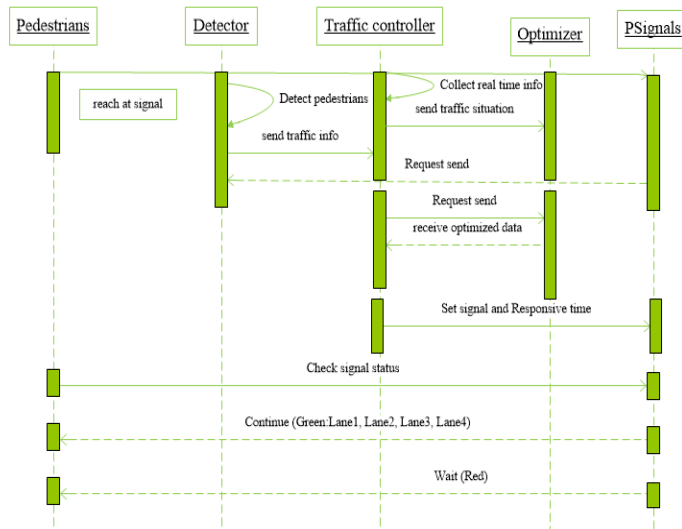 Pedestrians
Detector
Traffic controller
Optimizer
PSignals
reach at signal
Detect pedestrians
Collect real time info
send traffic situation
send traffic info
Request send
Request send
receive optimized data
Set signal and Responsive time
Check signal status
Continue (Green:Lane1, Lane2, Lane3, Lane4)
Wait (Red)